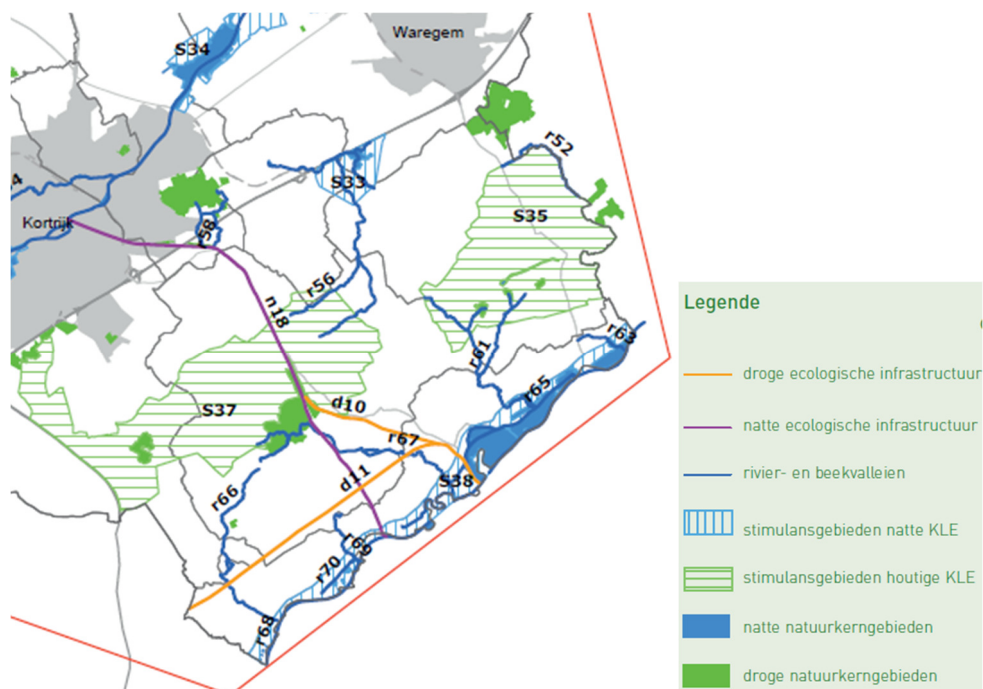 Waregem
S34
r52
S33
4
S35
Kortrijk
r58
r56
n18
r63
r61
r65
S37
d10
r67
d11
S38
r66
r69
r70
r68
Legende
droge ecologische infrastructuur
natte ecologische infrastructuur
rivier- en beekvalleien
stimulansgebieden natte KLE
stimulansgebieden houtige KLE
natte natuurkerngebieden
droge natuurkerngebieden